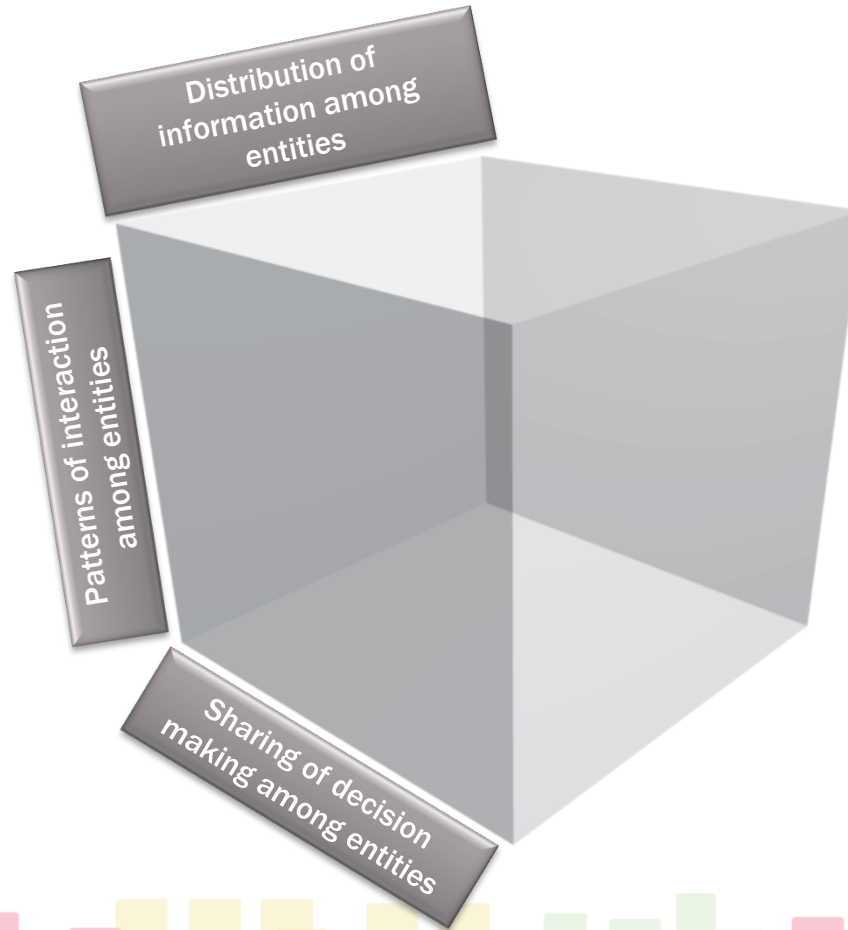 Distribution of
information among
entities
Patterns of interaction
among entities
Sharing of decision
making among entities